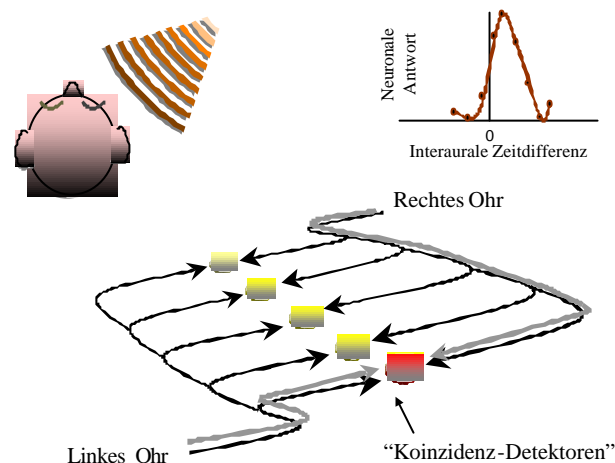 Neuronale
Antwort
0
Interaurale Zeitdifferenz
Rechtes Ohr
Linkes Ohr
“Koinzidenz-Detektoren”